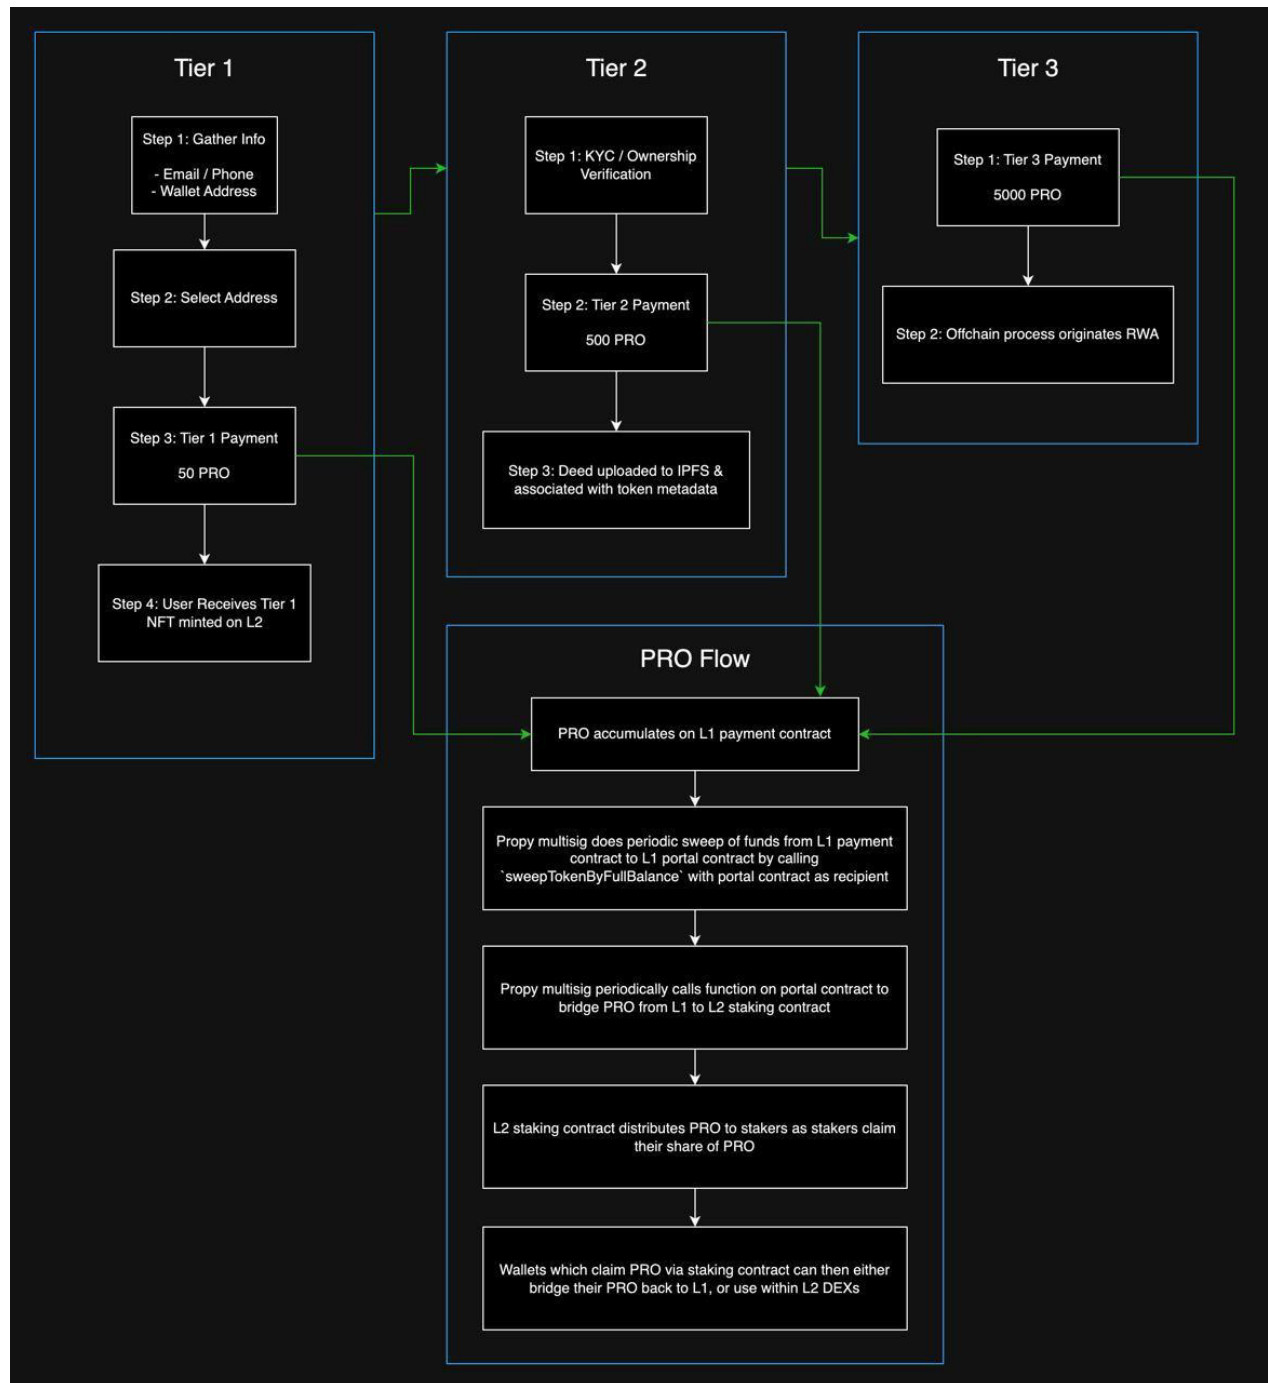 Tier 1
Step 1: Gather Info
- Email / Phone
- Wallet Address
Step 2: Select Address
Step 3: Tier 1 Payment
50 PRO
Step 4: User Receives Tier 1
NFT minted on L2
Tier 2
Step 1: KYC / Ownership
Verification
Step 2: Tier 2 Payment
500 PRO
Step 3: Deed uploaded to IPFS &
associated with token metadata
Tier 3
Step 1: Tier 3 Payment
5000 PRO
Step 2: Offchain process originates RWA
PRO Flow
PRO accumulates on L1 payment contract
Propy multisig does periodic sweep of funds from L1 payment
contract to L1 portal contract by calling
`sweepTokenByFullBalance` with portal contract as recipient
Propy multisig periodically calls function on portal contract to
bridge PRO from L1 to L2 staking contract
L2 staking contract distributes PRO to stakers as stakers claim
their share of PRO
Wallets which claim PRO via staking contract can then either
bridge their PRO back to L1, or use within L2 DEXs